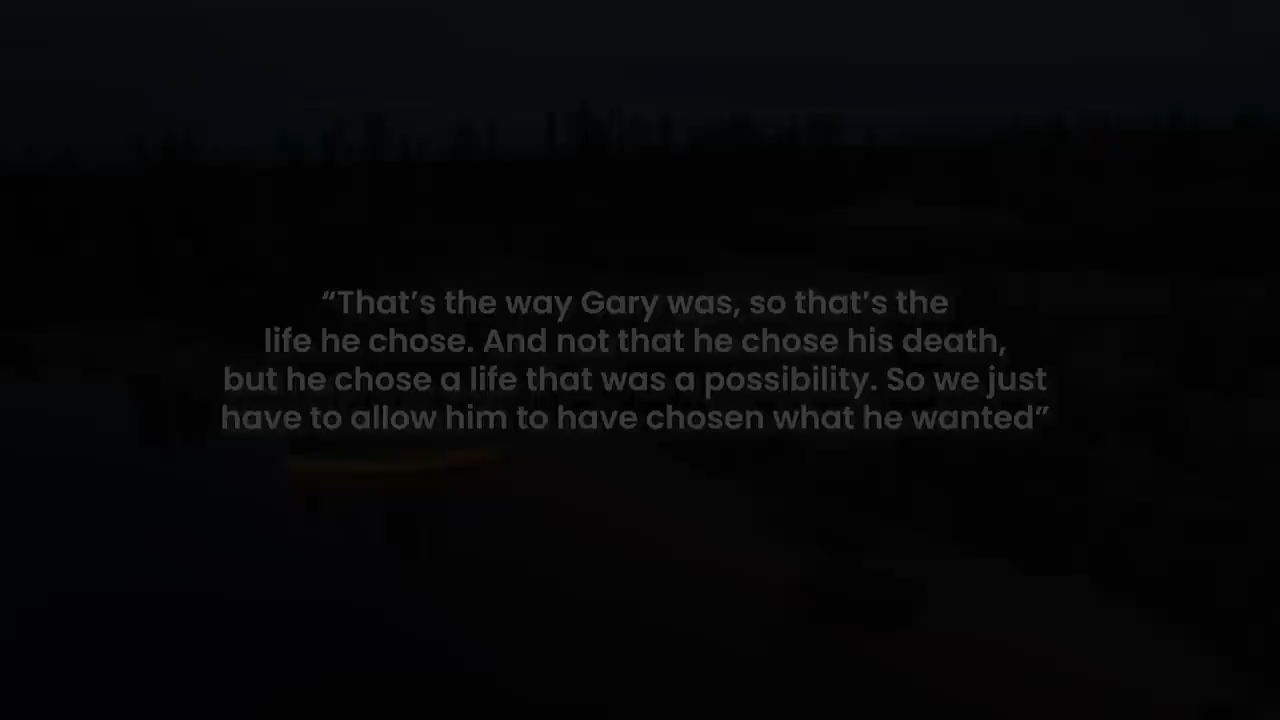 “That’s the way Gary was, so that’s the
life he chose. And not that he chose his death,
but he chose a life that was a possibility. So we just
have to allow him to have chosen what he wanted”